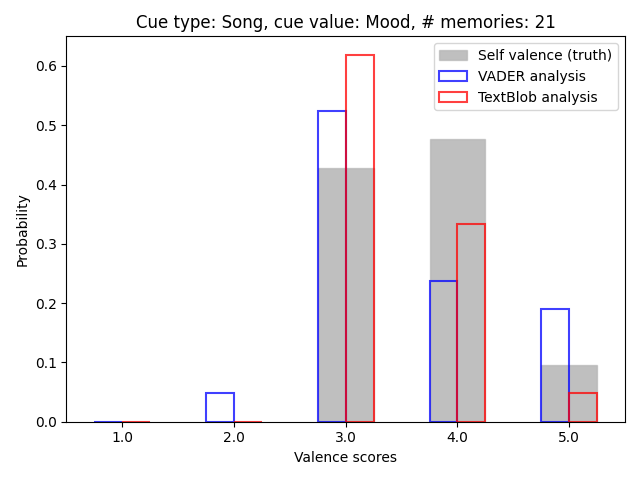 Cue type: Song, cue value: Mood, # memories: 21
Self valence (truth)
VADER analysis
TextBlob analysis
Probability
0.6
0.5
0.4
0.3
0.2
0.1
0.0
1.0 2.0 3.0 4.0 5.0
Valence scores